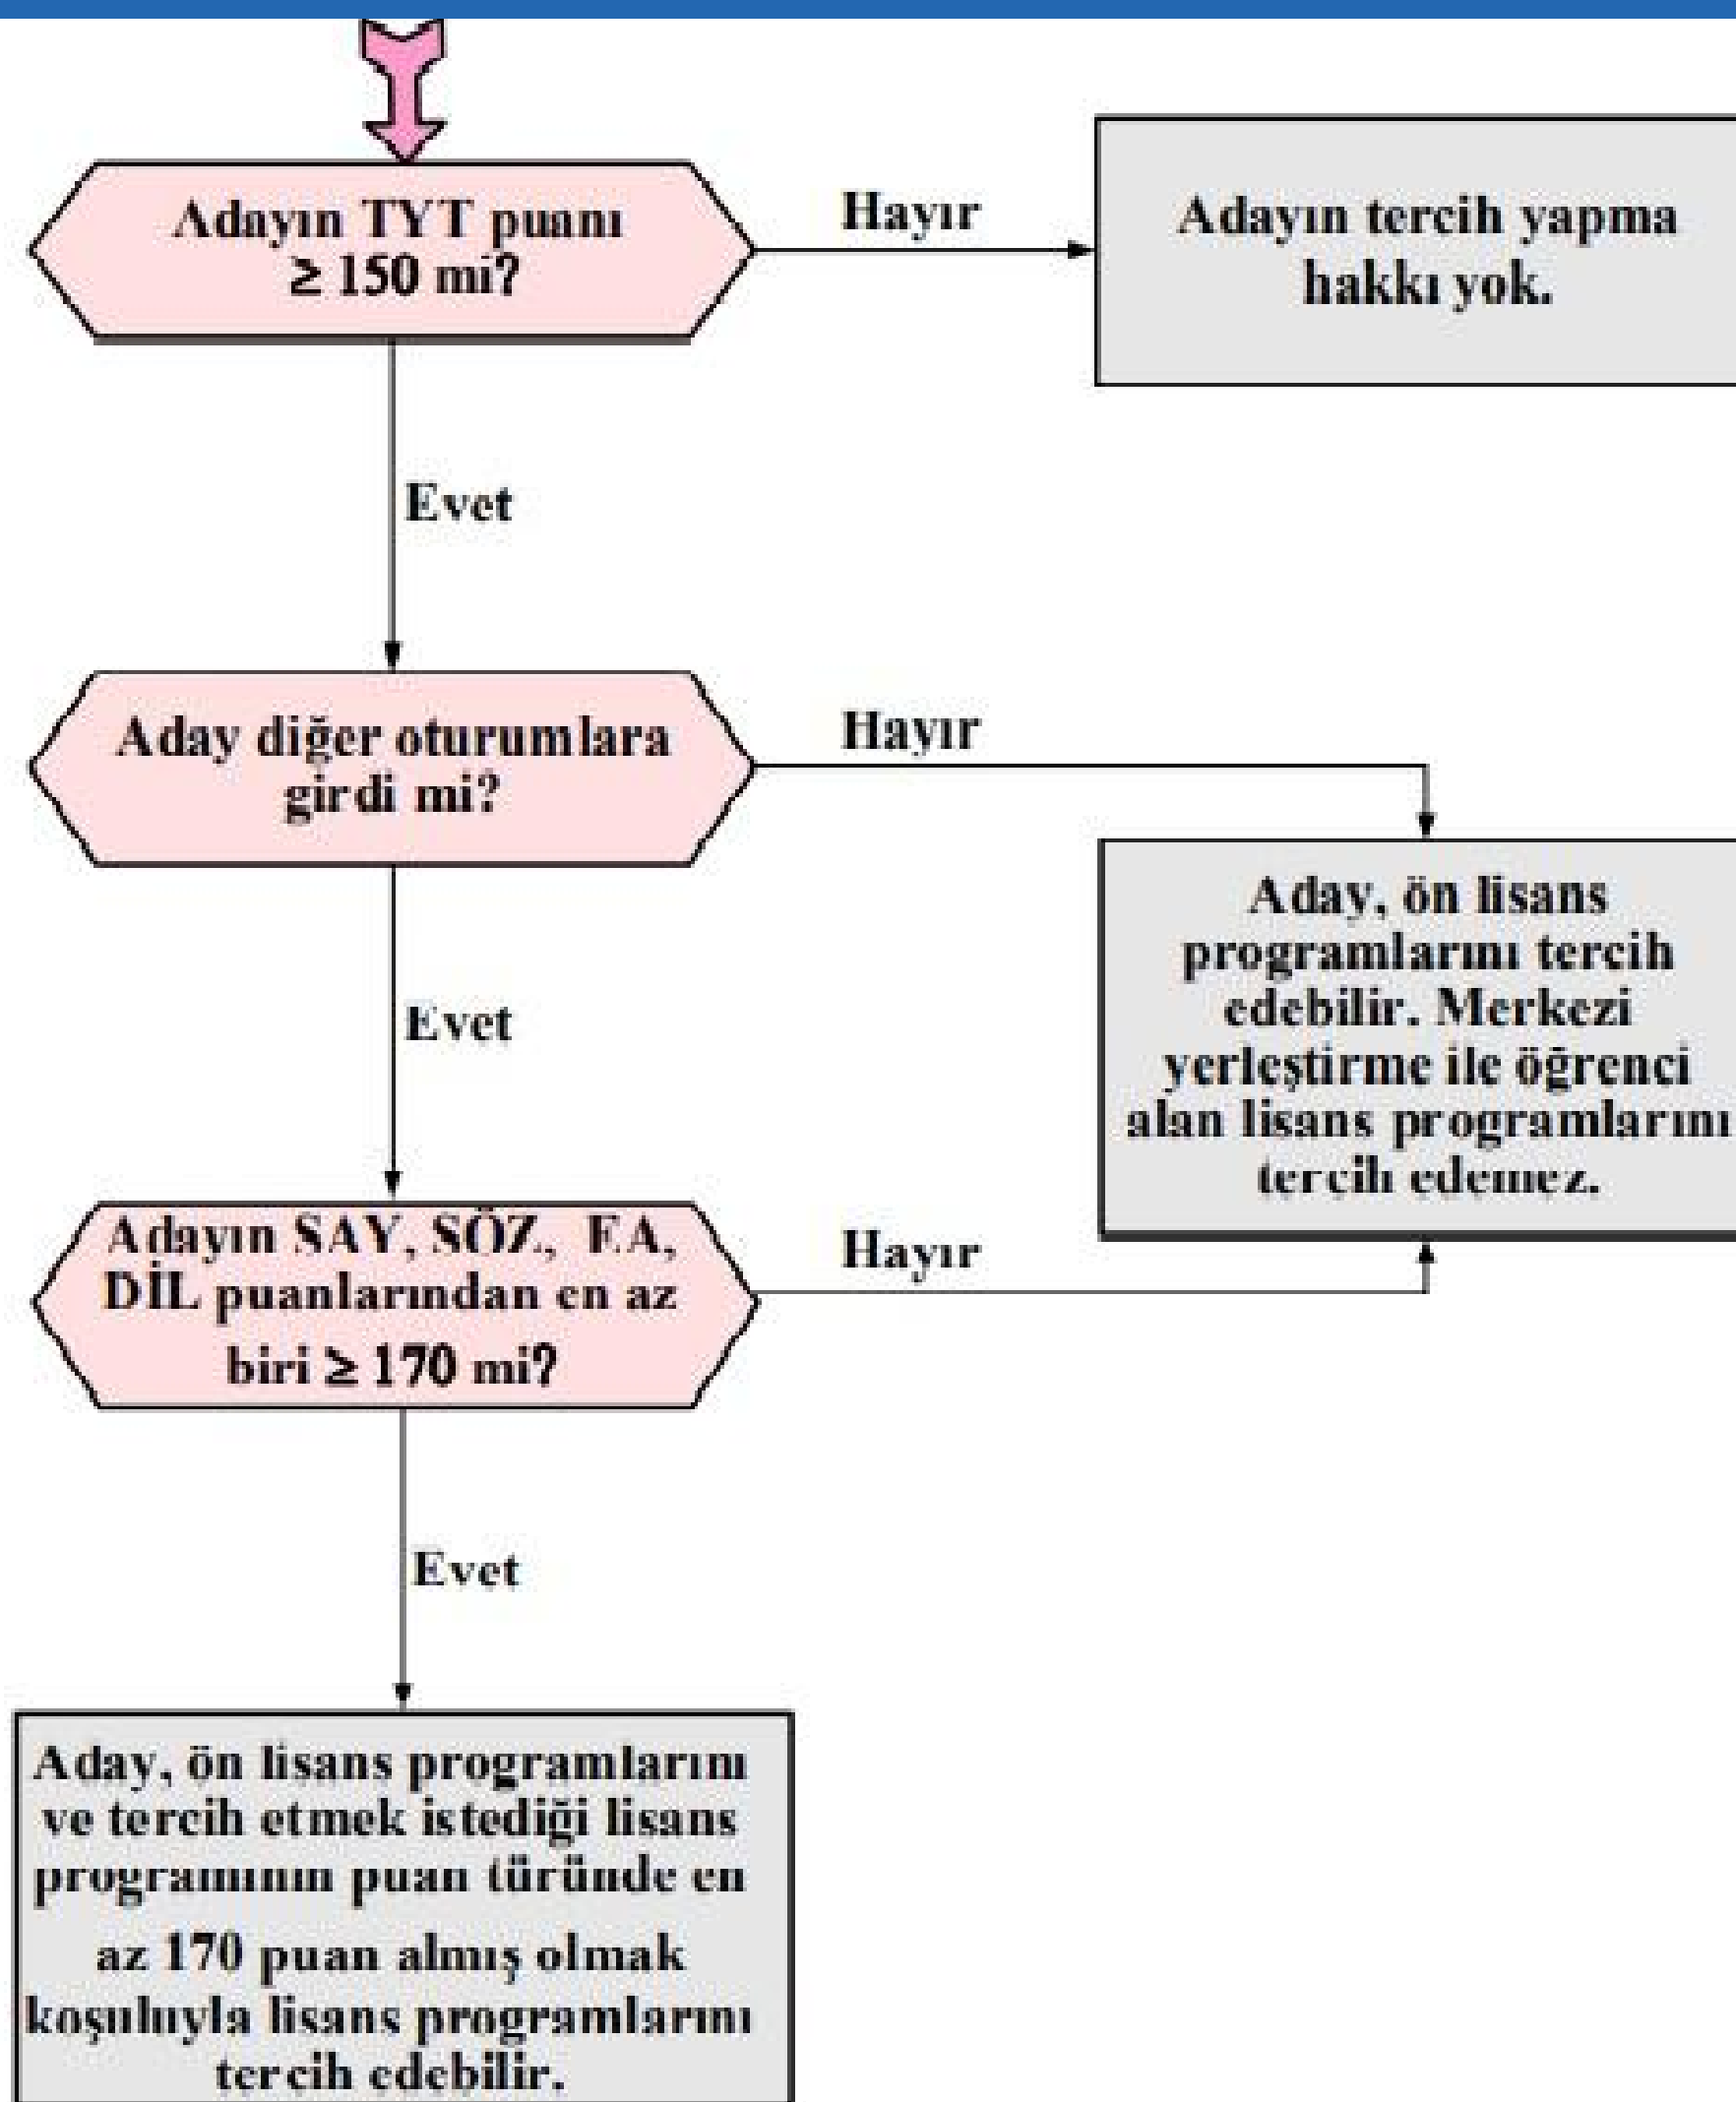 Adayın TYT puanı
≥ 150 mi?
Hayır
Adayın tercih yapma
hakkı yok.
Evet
Aday diğer oturumlara
girdi mi?
Hayır
Aday, ön lisans
programlarını tercih
edebilir. Merkezi
yerleştirme ile öğrenci
alan lisans programlarını
tercih edemez.
Evet
Adayın SAY, SÖZ, EA,
DİL puanlarından en az
biri ≥ 170 mi?
Hayır
Evet
Aday, ön lisans programlarını
ve tercih etmek istediği lisans
programının puan türünde en
az 170 puan almış olmak
koşuluyla lisans programlarını
tercih edebilir.